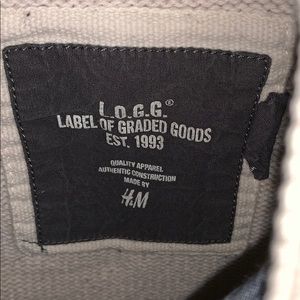 L.O.G.G.®
LABEL OF GRADED GOODS
EST. 1993
QUALITY APPAREL
AUTHENTIC CONSTRUCTION
MADE BY
H&M